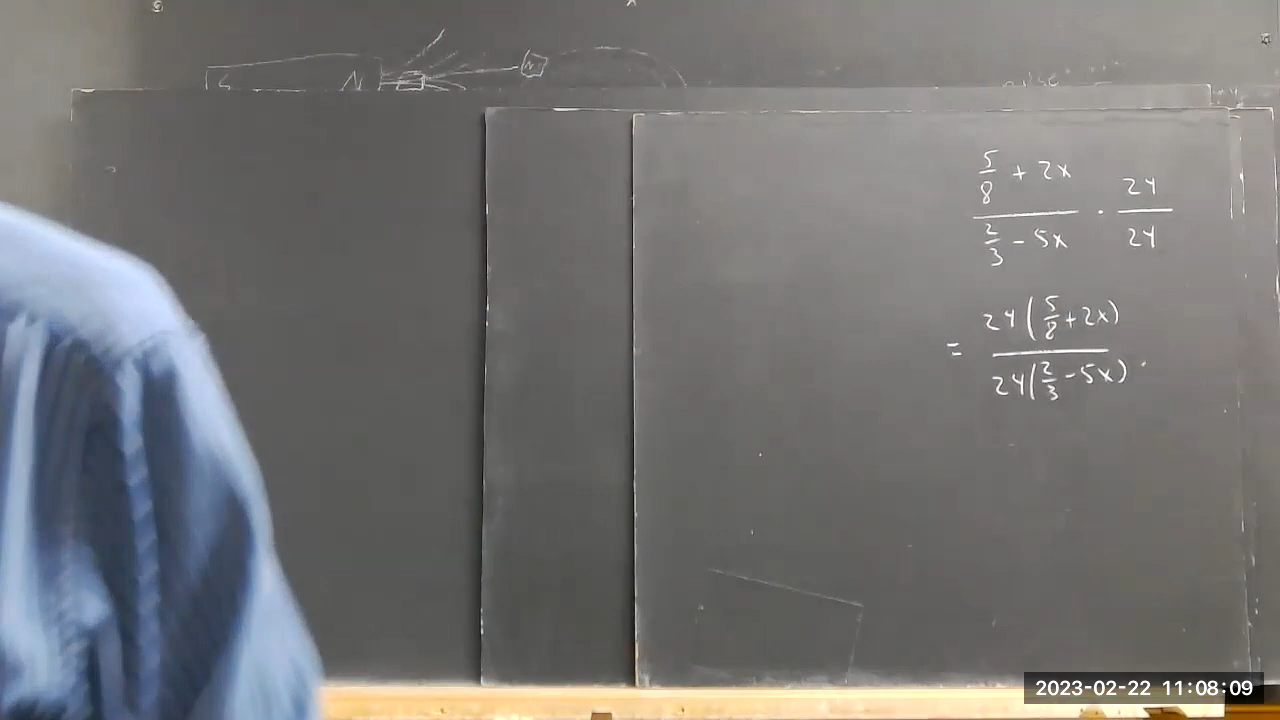 S N N
5/8 + 2x / 2/3 - 5x · 24/24
= 24(5/8 + 2x) / 24(2/3 - 5x)
2023-02-22 11:08:09